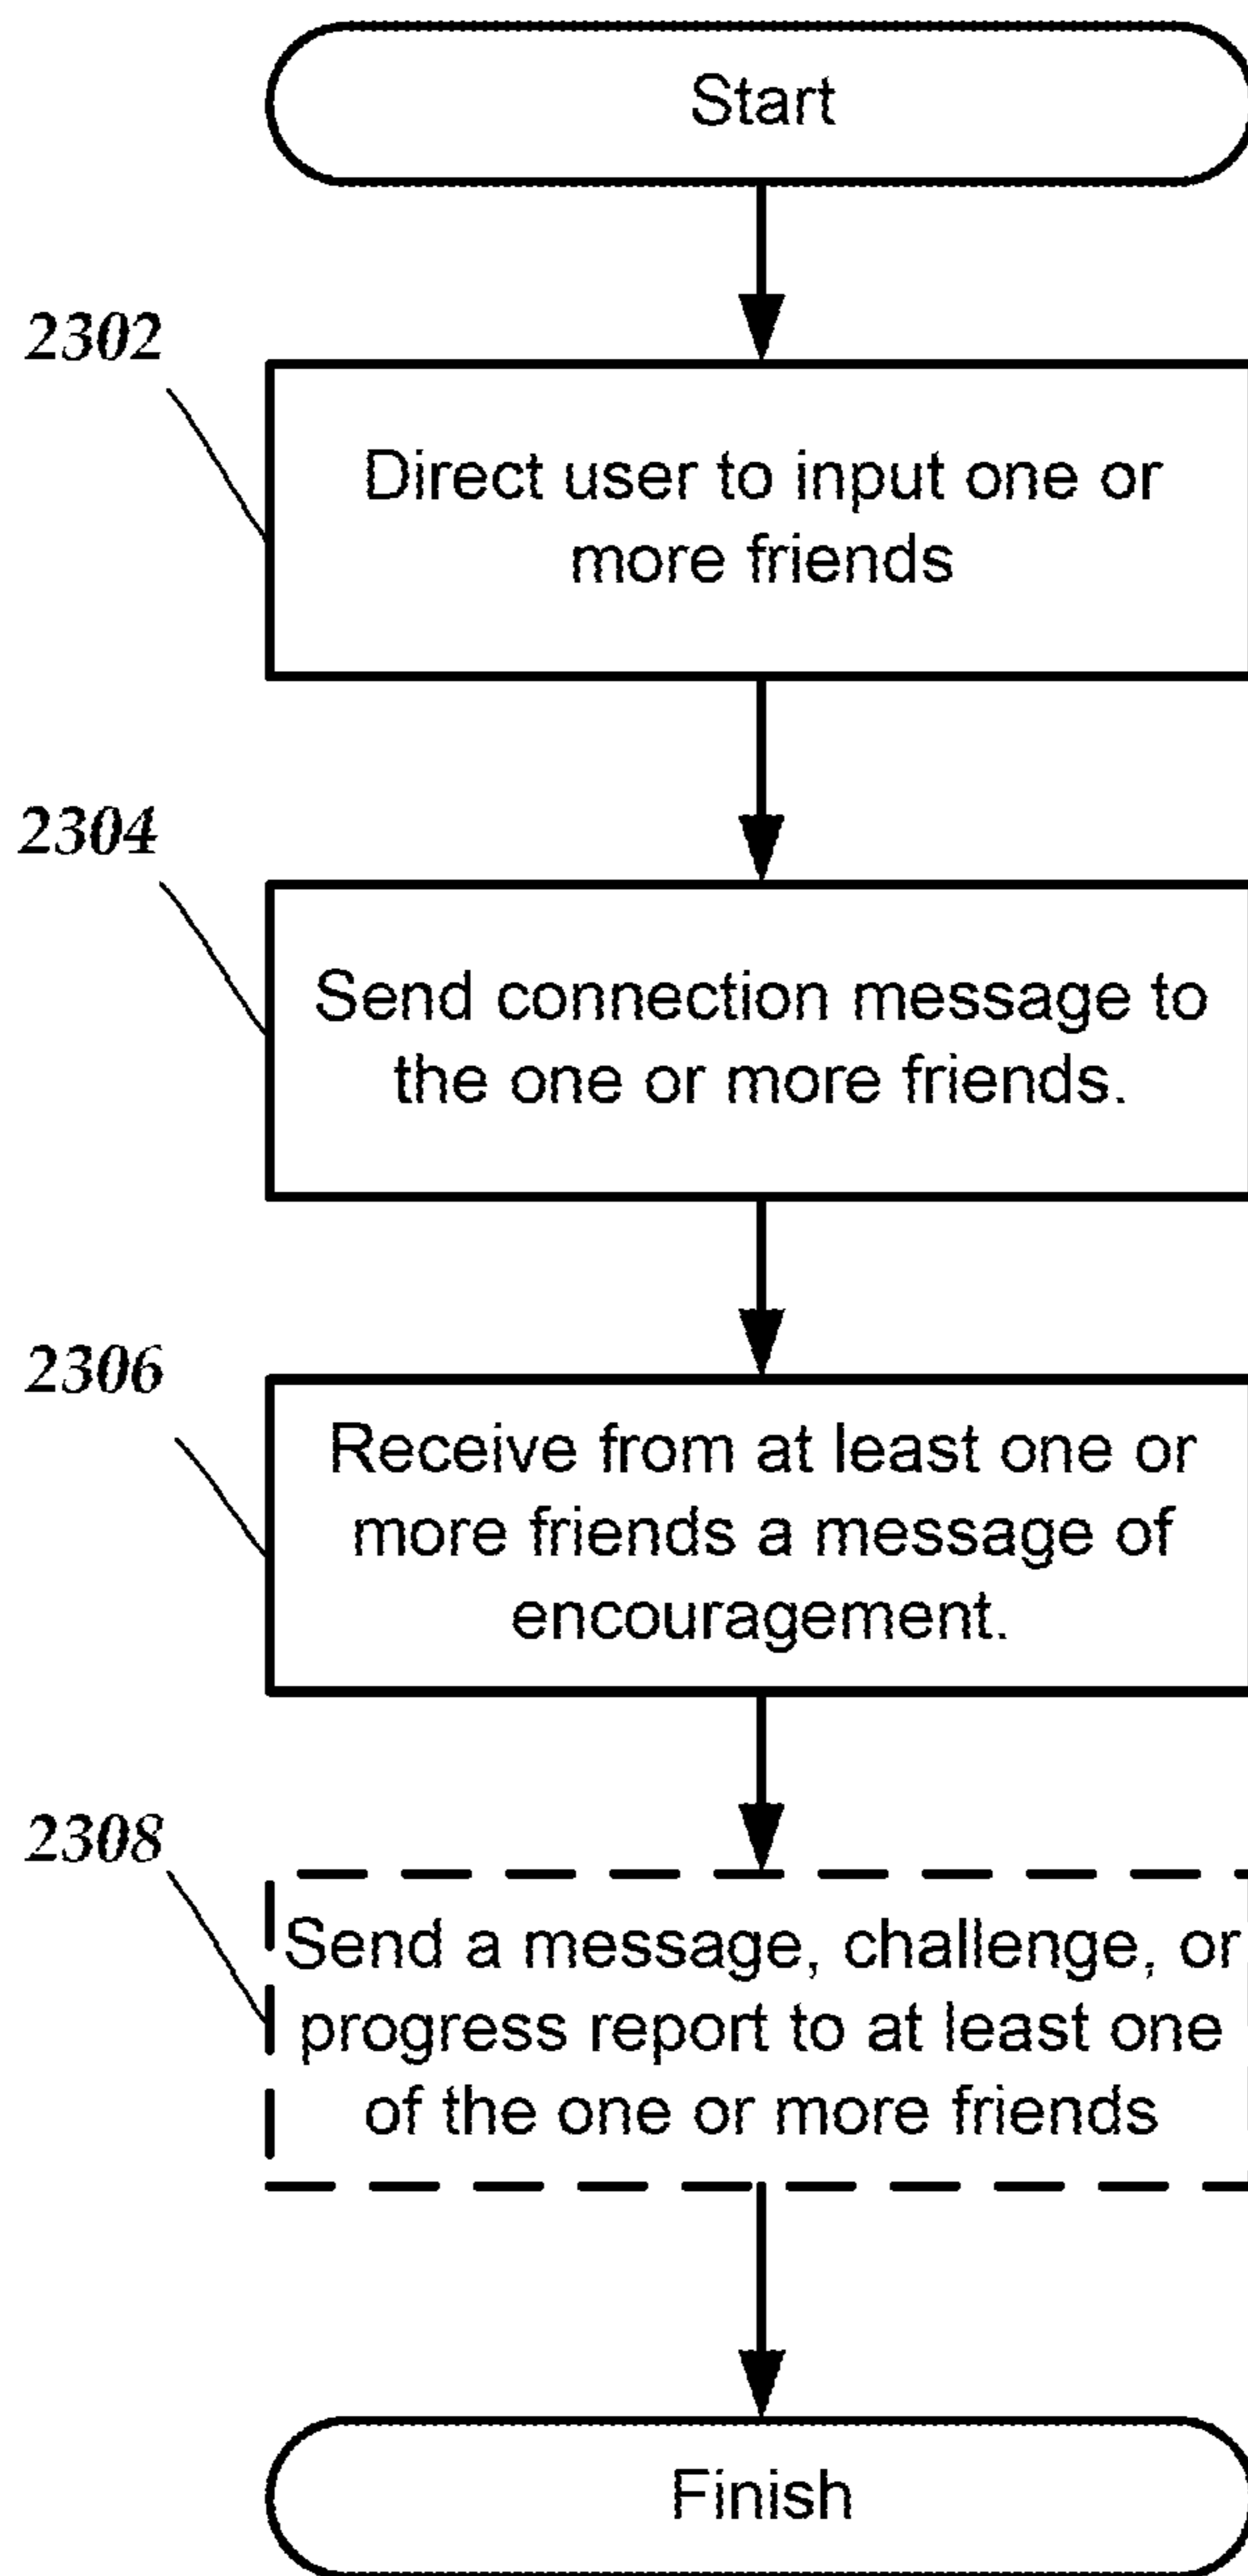 Start
2302
Direct user to input one or
more friends
2304
Send connection message to
the one or more friends.
2306
Receive from at least one or
more friends a message of
encouragement.
2308
Send a message, challenge, or
progress report to at least one
of the one or more friends
Finish